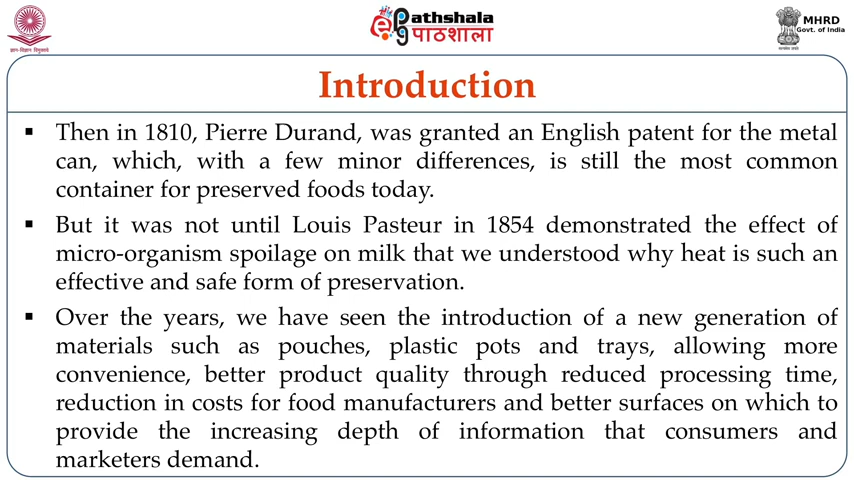 ज्ञान-विज्ञान विमुक्तये
ePathshala
पाठशाला
MHRD
Govt. of India
सत्यमेव जयते
Introduction
▪ Then in 1810, Pierre Durand, was granted an English patent for the metal
can, which, with a few minor differences, is still the most common
container for preserved foods today.
▪ But it was not until Louis Pasteur in 1854 demonstrated the effect of
micro-organism spoilage on milk that we understood why heat is such an
effective and safe form of preservation.
▪ Over the years, we have seen the introduction of a new generation of
materials such as pouches, plastic pots and trays, allowing more
convenience, better product quality through reduced processing time,
reduction in costs for food manufacturers and better surfaces on which to
provide the increasing depth of information that consumers and
marketers demand.